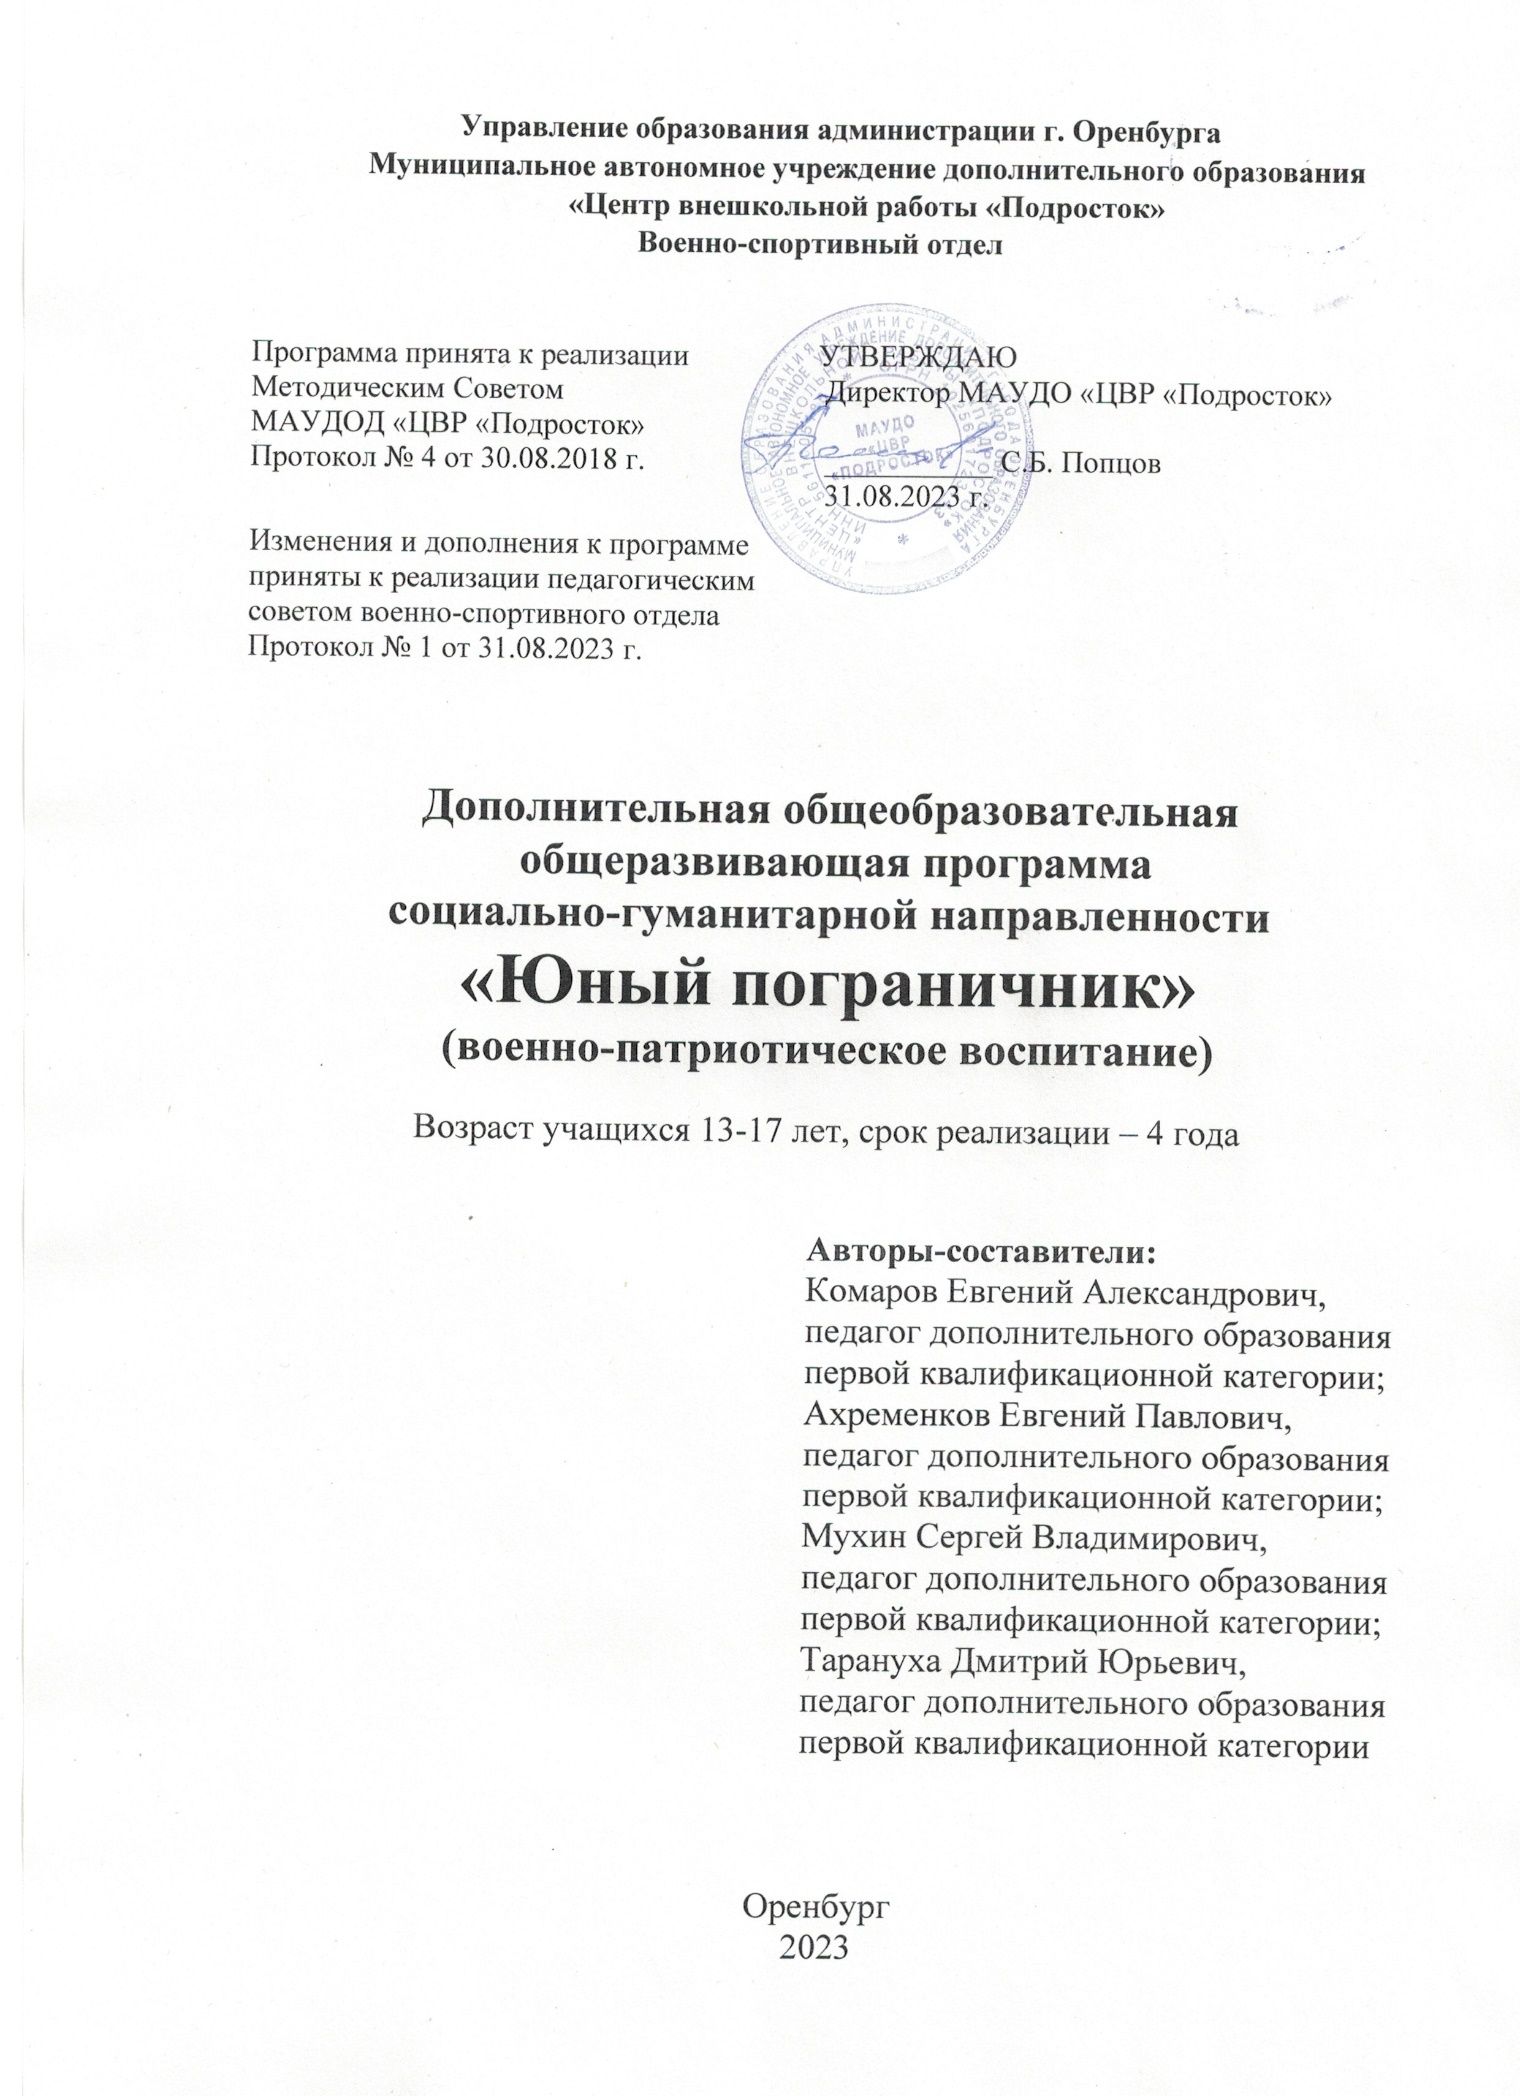 Управление образования администрации г. Оренбурга
Муниципальное автономное учреждение дополнительного образования
«Центр внешкольной работы «Подросток»
Военно-спортивный отдел
Программа принята к реализации
Методическим Советом
МАУДОД «ЦВР «Подросток»
Протокол № 4 от 30.08.2018 г.
УТВЕРЖДАЮ
Директор МАУДО «ЦВР «Подросток»
С.Б. Попцов
31.08.2023 г.
МАУДО
«ЦВР
«ПОДРОСТОК»
Изменения и дополнения к программе
приняты к реализации педагогическим
советом военно-спортивного отдела
Протокол № 1 от 31.08.2023 г.
Дополнительная общеобразовательная
общеразвивающая программа
социально-гуманитарной направленности
«Юный пограничник»
(военно-патриотическое воспитание)
Возраст учащихся 13-17 лет, срок реализации – 4 года
Авторы-составители:
Комаров Евгений Александрович,
педагог дополнительного образования
первой квалификационной категории;
Ахременков Евгений Павлович,
педагог дополнительного образования
первой квалификационной категории;
Мухин Сергей Владимирович,
педагог дополнительного образования
первой квалификационной категории;
Тарануха Дмитрий Юрьевич,
педагог дополнительного образования
первой квалификационной категории
Оренбург
2023